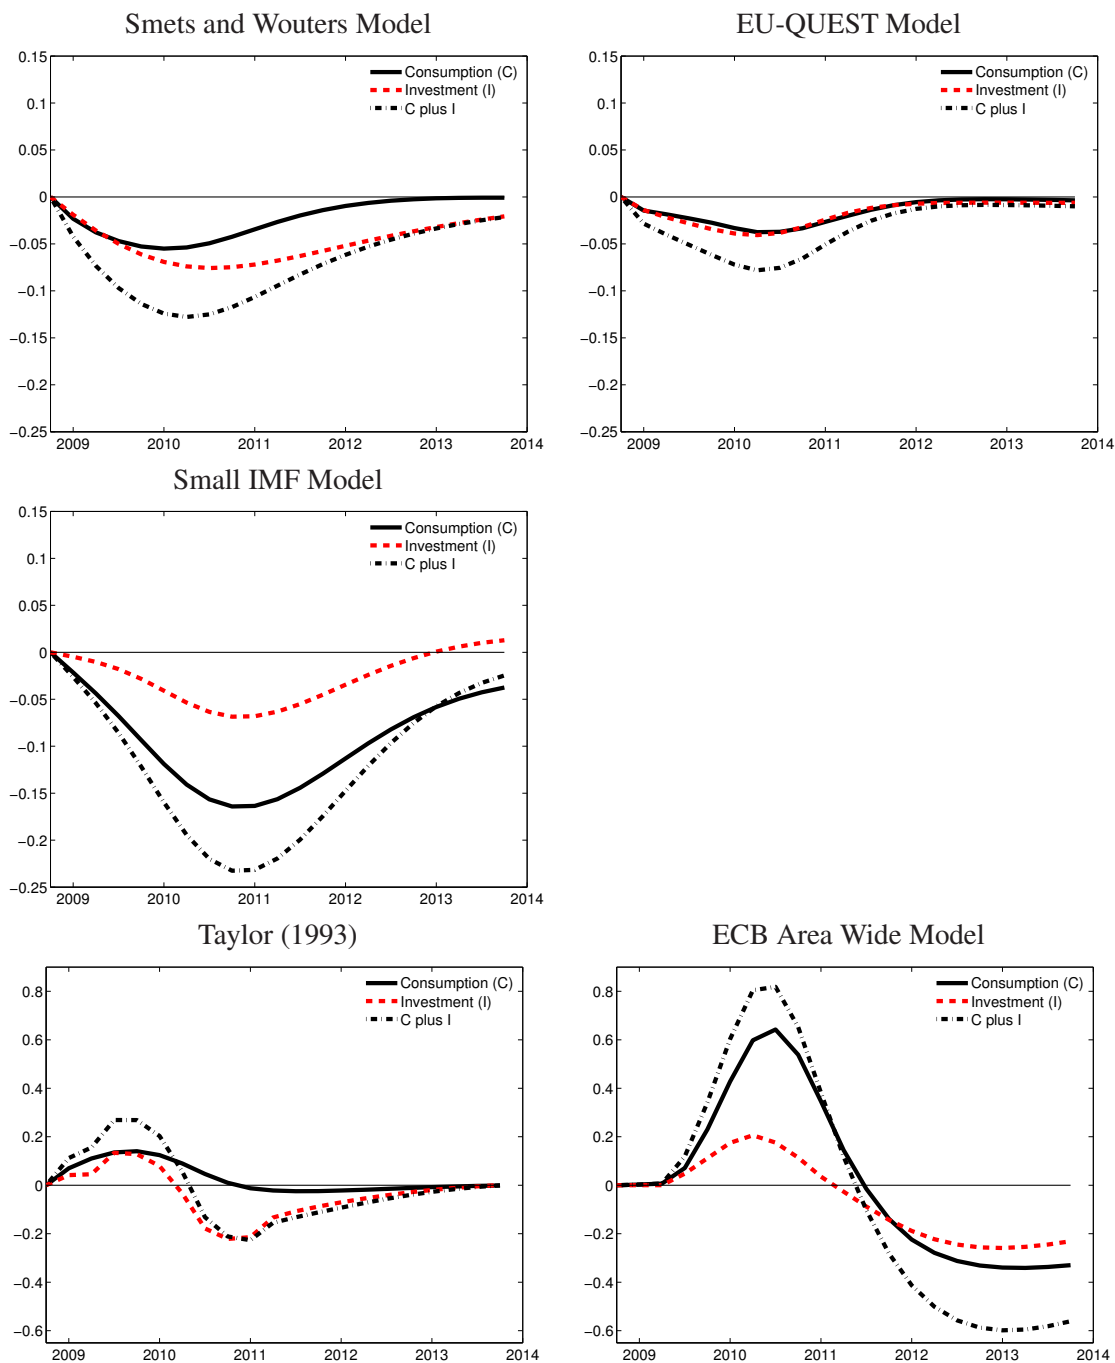 Smets and Wouters Model
0.15
0.1
0.05
0
−0.05
−0.1
−0.15
−0.2
−0.25
2009 2010 2011 2012 2013 2014
Consumption (C)
Investment (I)
C plus I
EU-QUEST Model
0.15
0.1
0.05
0
−0.05
−0.1
−0.15
−0.2
−0.25
2009 2010 2011 2012 2013 2014
Consumption (C)
Investment (I)
C plus I
Small IMF Model
0.15
0.1
0.05
0
−0.05
−0.1
−0.15
−0.2
−0.25
2009 2010 2011 2012 2013 2014
Consumption (C)
Investment (I)
C plus I
Taylor (1993)
0.8
0.6
0.4
0.2
0
−0.2
−0.4
−0.6
2009 2010 2011 2012 2013 2014
Consumption (C)
Investment (I)
C plus I
ECB Area Wide Model
0.8
0.6
0.4
0.2
0
−0.2
−0.4
−0.6
2009 2010 2011 2012 2013 2014
Consumption (C)
Investment (I)
C plus I